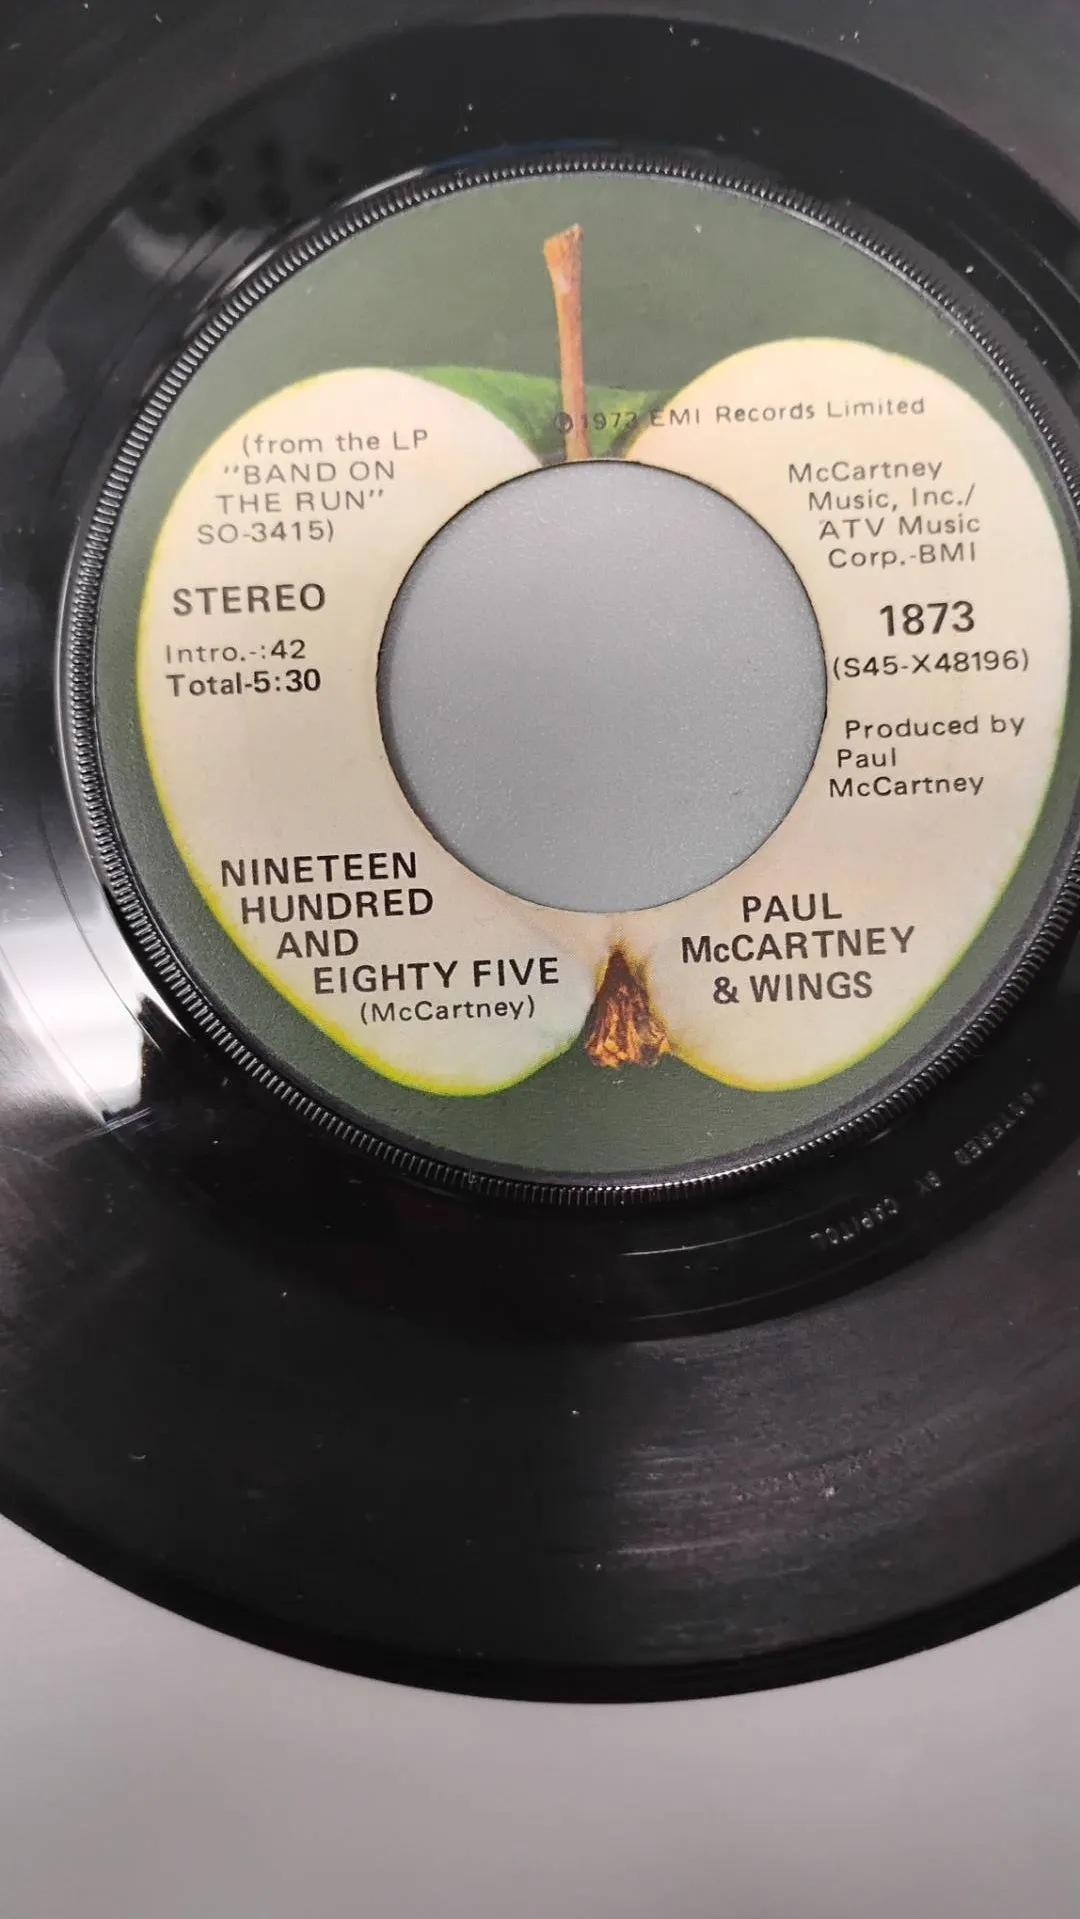 ℗1973 EMI Records Limited
(from the LP
"BAND ON
THE RUN"
SO-3415)
STEREO
Intro.-:42
Total-5:30
McCartney
Music, Inc./
ATV Music
Corp.-BMI
1873
(S45-X48196)
Produced by
Paul
McCartney
NINETEEN
HUNDRED
AND
EIGHTY FIVE
(McCartney)
PAUL
McCARTNEY
& WINGS
MASTERED BY CAPITOL